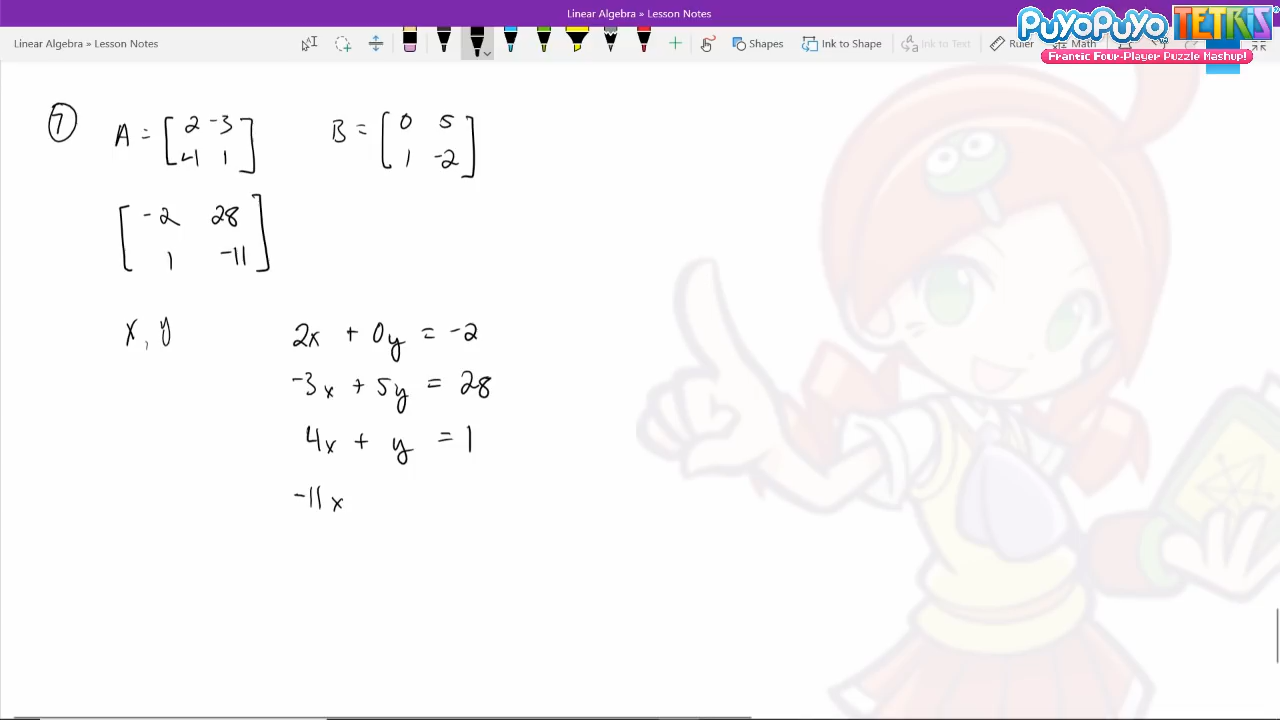 Linear Algebra » Lesson Notes
PuyoPuyo TETRIS
Linear Algebra » Lesson Notes Shapes Ink to Shape Ink to Text Ruler Math
Frantic Four-Player Puzzle Mashup!
7 A = [ 2 -3 B = [ 0 5
4 1 ] 1 -2 ]
[ -2 28
1 -11 ]
x, y 2x + 0y = -2
-3x + 5y = 28
4x + y = 1
-11x